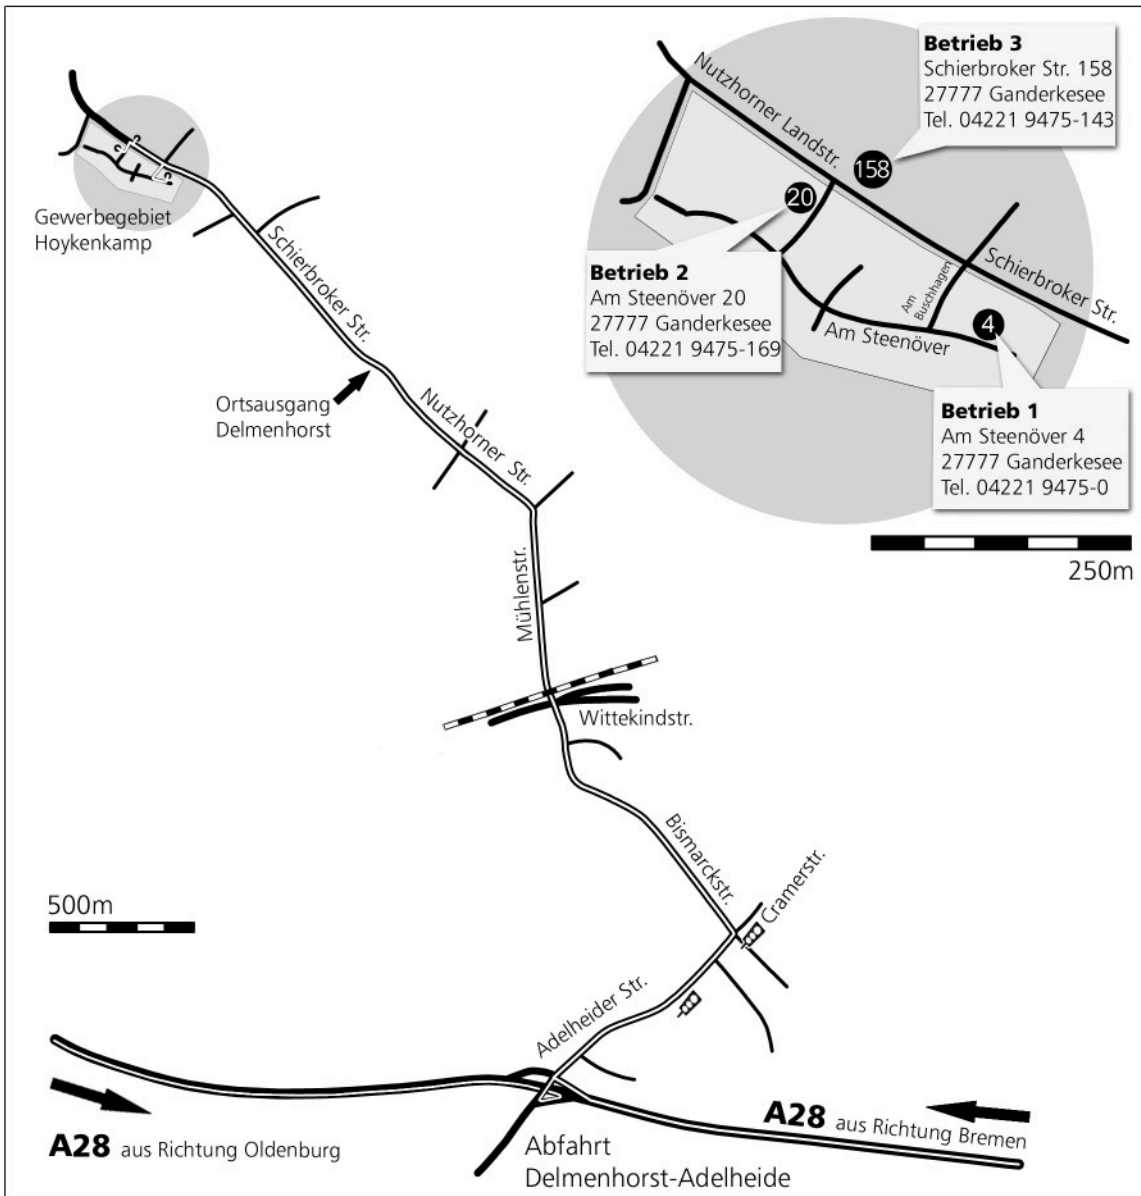 Betrieb 3
Schierbroker Str. 158
27777 Ganderkesee
Tel. 04221 9475-143
Nutzhorner Landstr.
158
20
Schierbroker Str.
Am
Buschhagen
4
Am Steenöver
Betrieb 2
Am Steenöver 20
27777 Ganderkesee
Tel. 04221 9475-169
Betrieb 1
Am Steenöver 4
27777 Ganderkesee
Tel. 04221 9475-0
250m
Gewerbegebiet
Hoykenkamp
Schierbroker Str.
Ortsausgang
Delmenhorst
Nutzhorner Str.
Mühlenstr.
Wittekindstr.
Bismarckstr.
Cramerstr.
500m
Adelheider Str.
A28 aus Richtung Oldenburg
A28 aus Richtung Bremen
Abfahrt
Delmenhorst-Adelheide